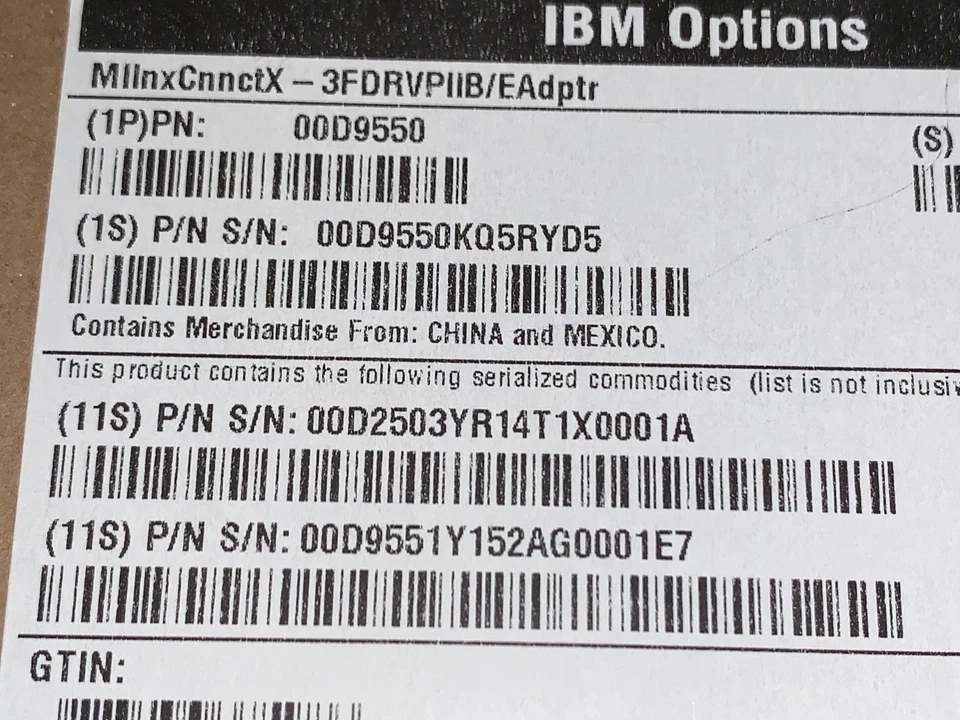 IBM Options
MllnxCnnctX – 3FDRVPIIB/EAdptr
(1P)PN: 00D9550 (S)
(1S) P/N S/N: 00D9550KQ5RYD5
Contains Merchandise From: CHINA and MEXICO.
This product contains the following serialized commodities (list is not inclusiv
(11S) P/N S/N: 00D2503YR14T1X0001A
(11S) P/N S/N: 00D9551Y152AG0001E7
GTIN: